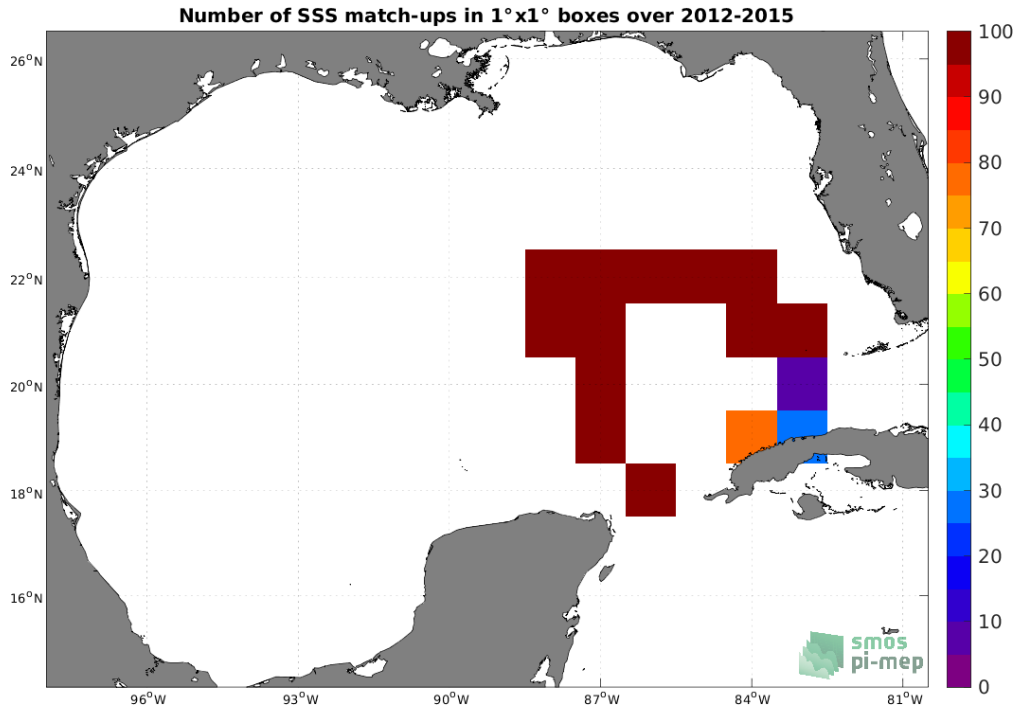 Number of SSS match-ups in 1°x1° boxes over 2012-2015
26°N
24°N
22°N
20°N
18°N
16°N
96°W
93°W
90°W
87°W
84°W
81°W
100
90
80
70
60
50
40
30
20
10
0
smos
pi-mep